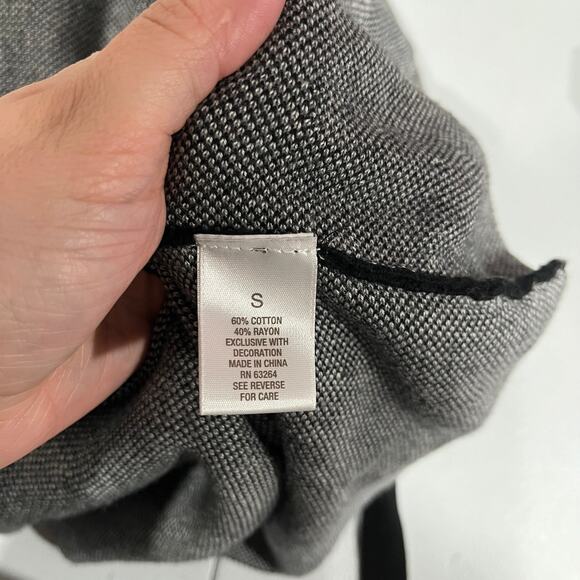 S
60% COTTON
40% RAYON
EXCLUSIVE WITH
DECORATION
MADE IN CHINA
RN 63264
SEE REVERSE
FOR CARE